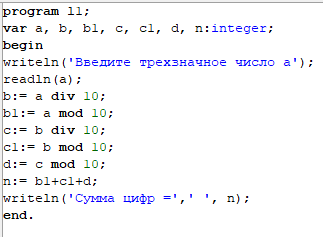 program l1;
var a, b, b1, c, c1, d, n:integer;
begin
writeln('Введите трехзначное число a');
readln(a);
b:= a div 10;
b1:= a mod 10;
c:= b div 10;
c1:= b mod 10;
d:= c mod 10;
n:= b1+c1+d;
writeln('Сумма цифр =',' ', n);
end.